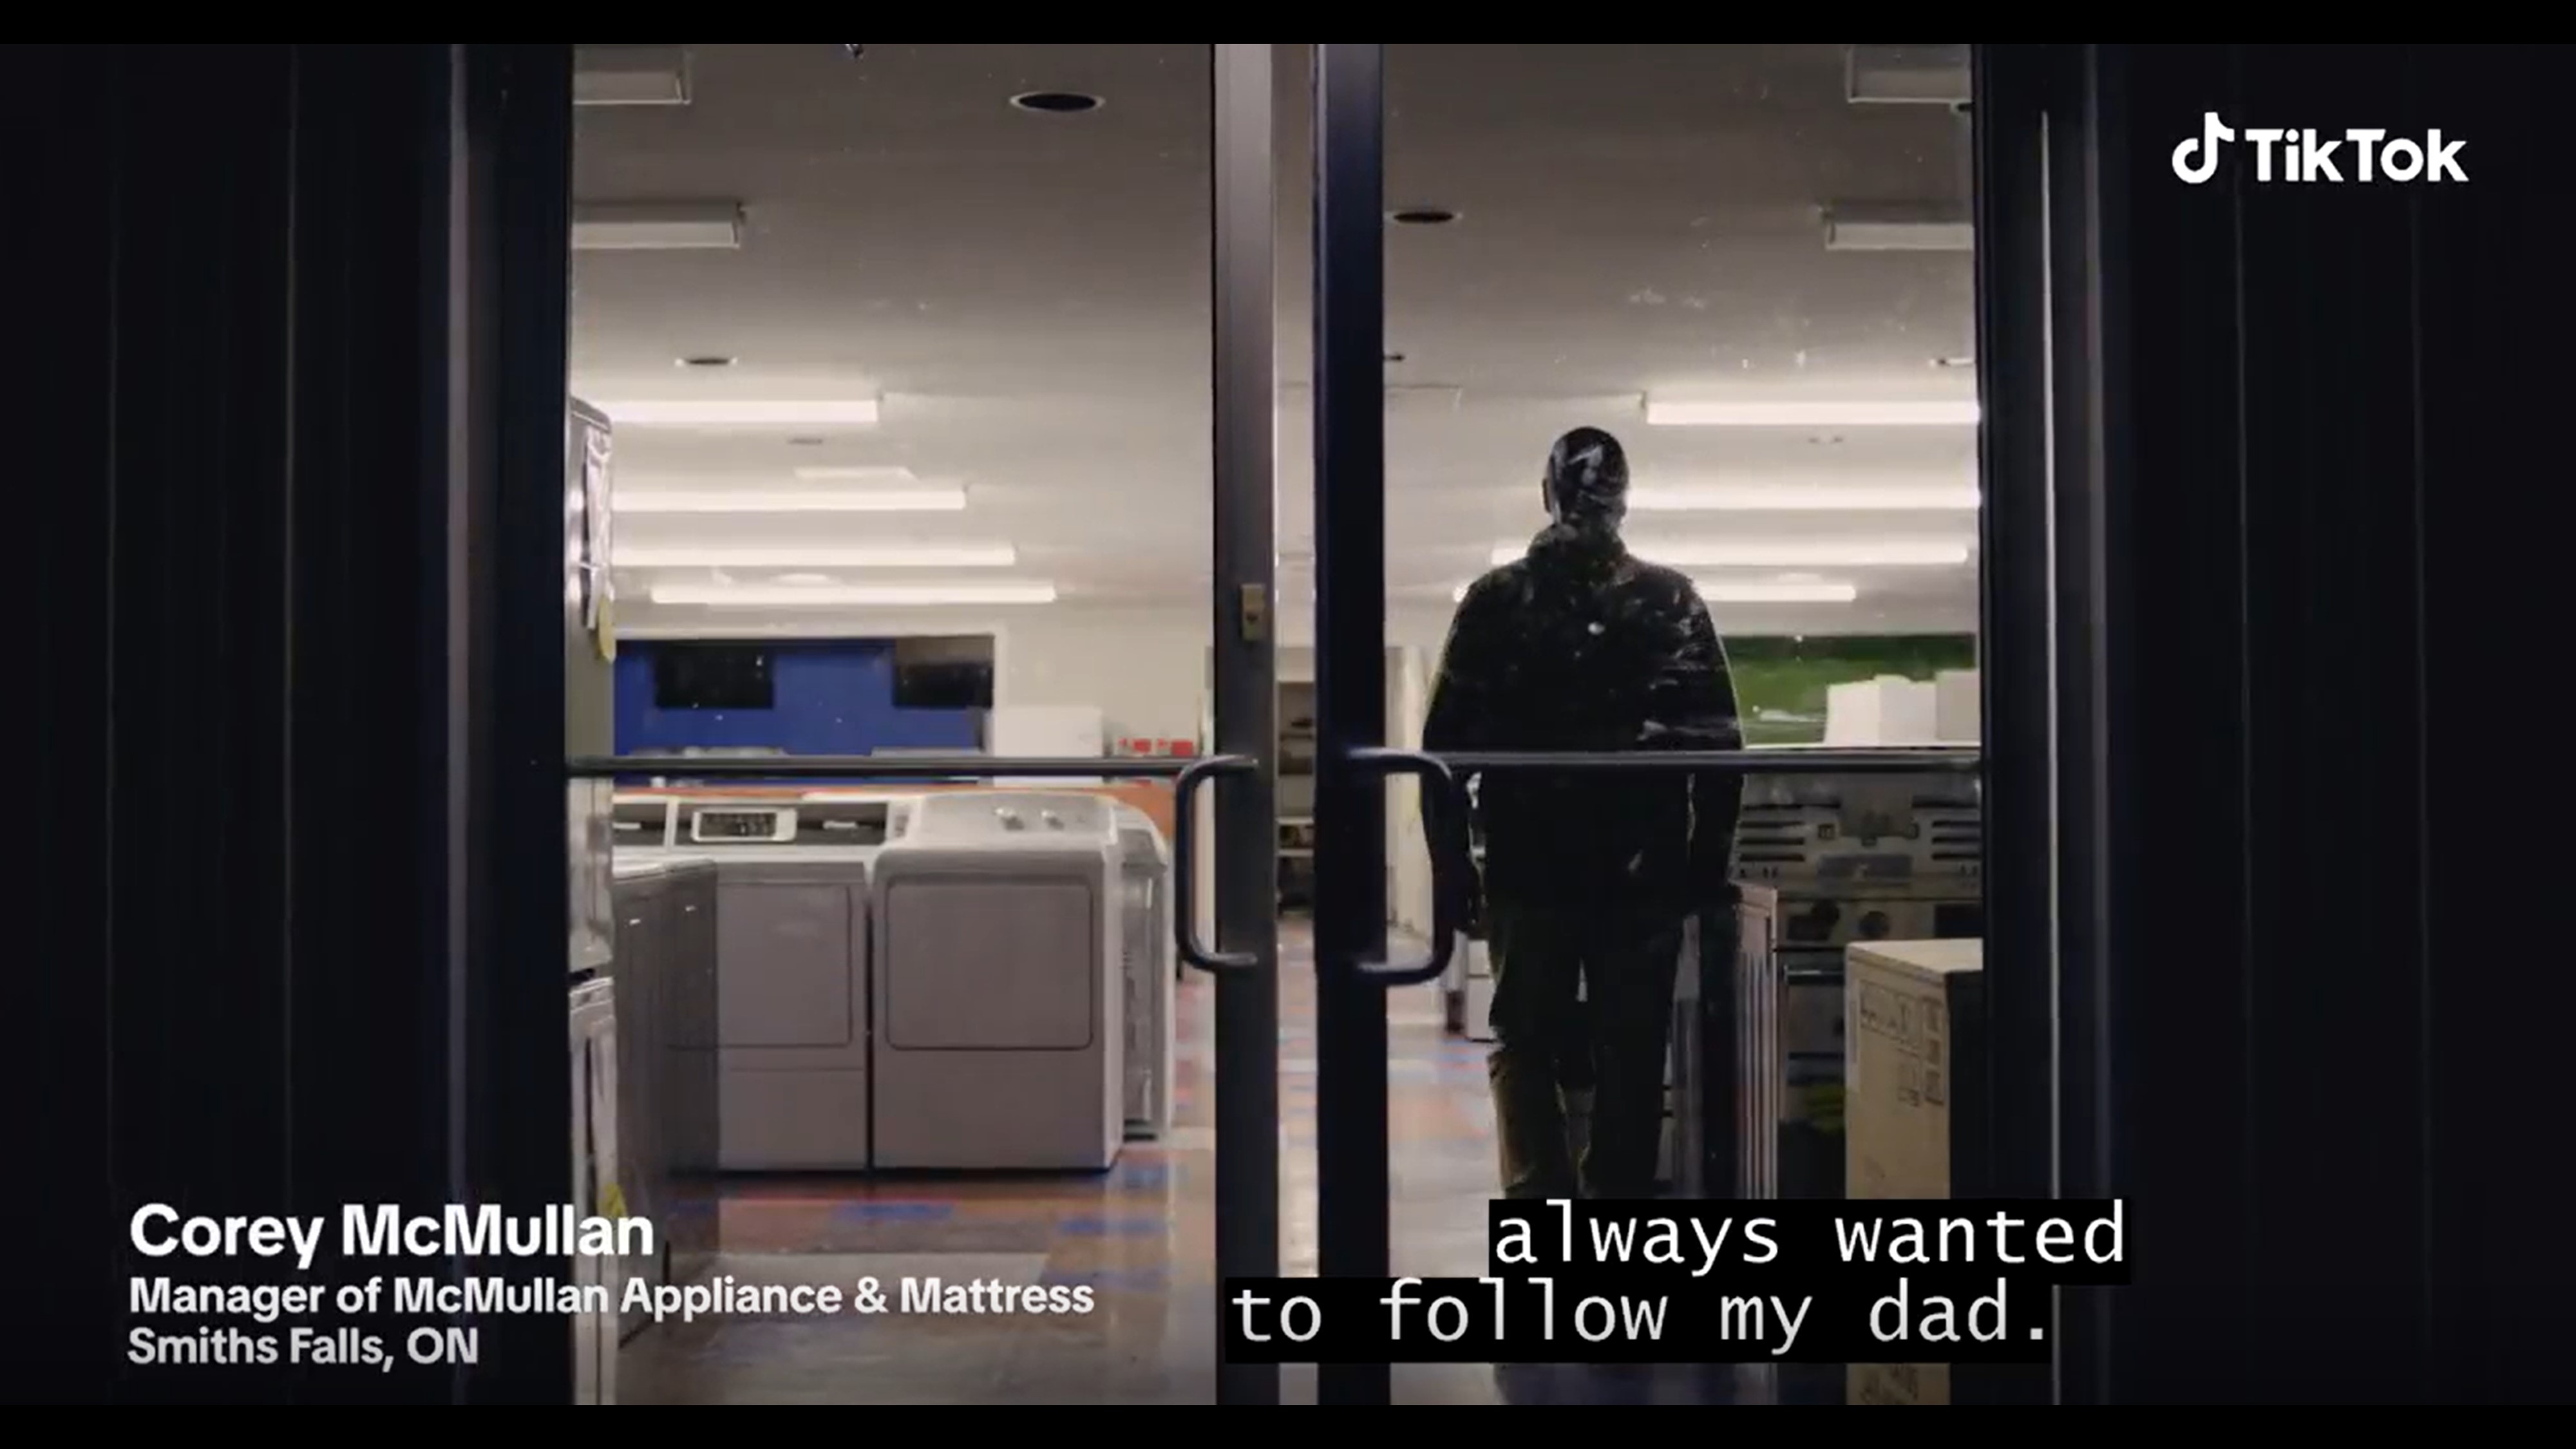 TikTok
Corey McMullan
Manager of McMullan Appliance & Mattress
Smiths Falls, ON
always wanted
to follow my dad.